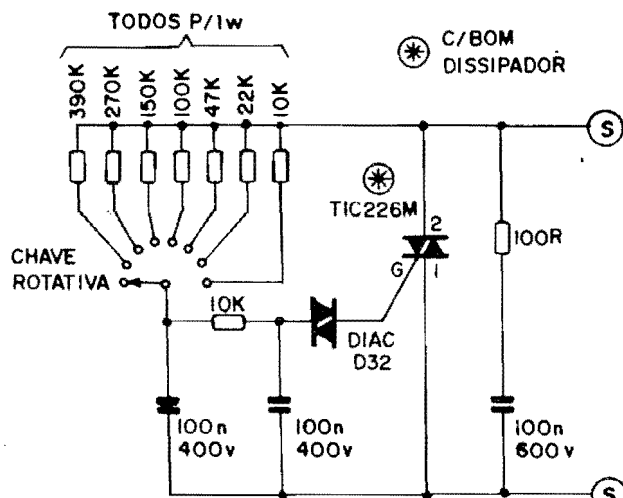 TODOS P/1w
C/BOM
DISSIPADOR
390K
270K
150K
100K
47K
22K
10K
S
TIC226M
2
G
1
100R
CHAVE
ROTATIVA
10K
DIAC
D32
100n
400v
100n
400v
100n
600v
S